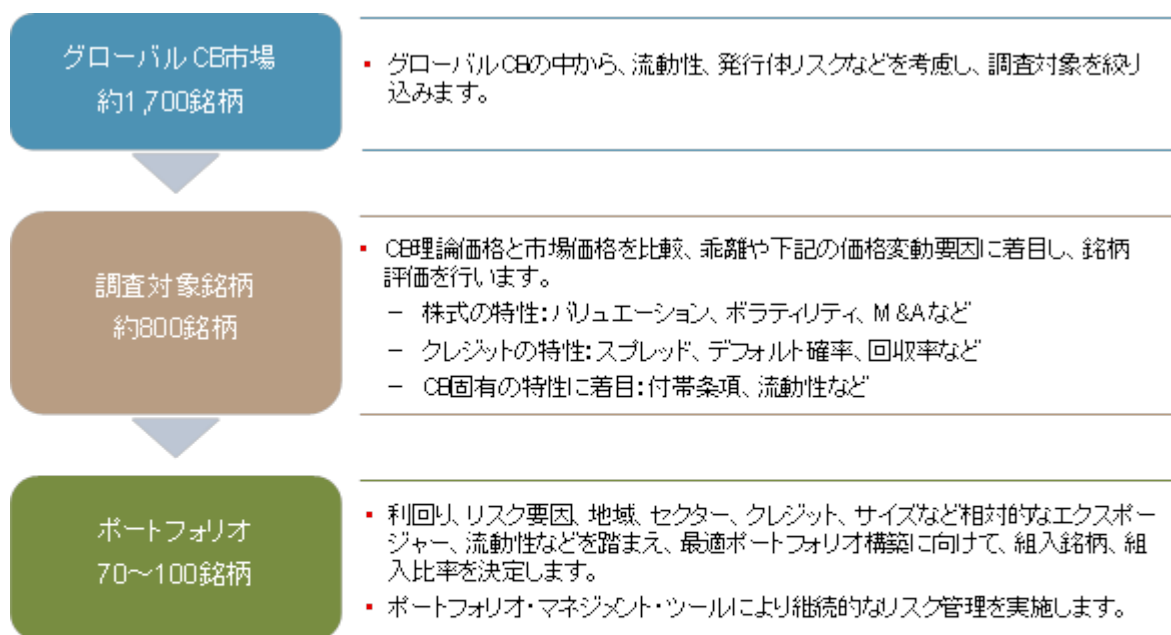 グローバル CB市場
約1,700銘柄
▪ グローバルCBの中から、流動性、発行体リスクなどを考慮し、調査対象を絞り
込みます。
調査対象銘柄
約800銘柄
▪ CB理論価格と市場価格を比較、乖離や下記の価格変動要因に着目し、銘柄
評価を行います。
– 株式の特性：バリュエーション、ボラティリティ、M&Aなど
– クレジットの特性：スプレッド、デフォルト確率、回収率など
– CB固有の特性に着目：付帯条項、流動性など
ポートフォリオ
70～100銘柄
▪ 利回り、リスク要因、地域、セクター、クレジット、サイズなど相対的なエクスポー
ジャー、流動性などを踏まえ、最適ポートフォリオ構築に向けて、組入銘柄、組
入比率を決定します。
▪ ポートフォリオ・マネジメント・ツールにより継続的なリスク管理を実施します。